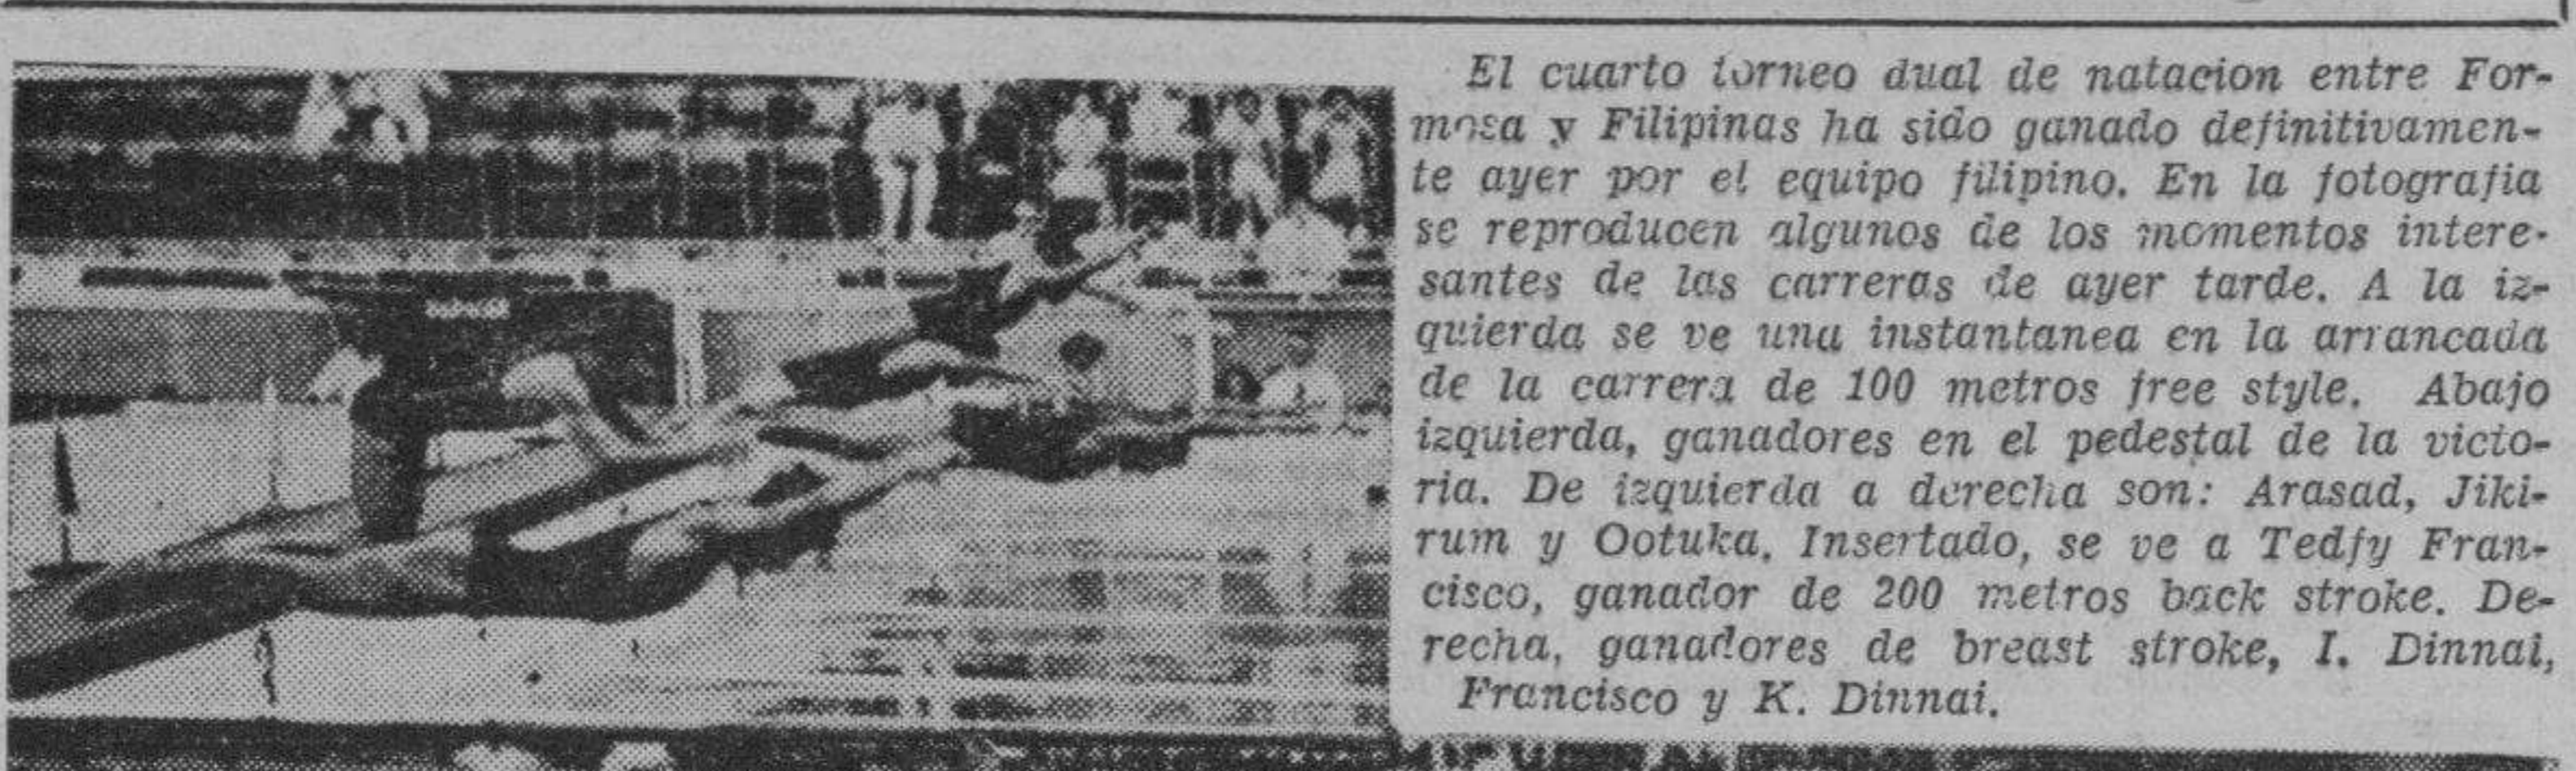 El cuarto torneo dual de natacion entre For-
mosa y Filipinas ha sido ganado definitivamen-
te ayer por el equipo filipino. En la fotografia
se reproducen algunos de los momentos intere-
santes de las carreras de ayer tarde. A la iz-
quierda se ve una instantanea en la arrancada
de la carrera de 100 metros free style. Abajo
izquierda, ganadores en el pedestal de la victo-
ria. De izquierda a derecha son: Arasad, Jiki-
rum y Ootuka. Insertado, se ve a Tedfy Fran-
cisco, ganador de 200 metros back stroke. De-
recha, ganadores de breast stroke, I. Dinnai,
Francisco y K. Dinnai.